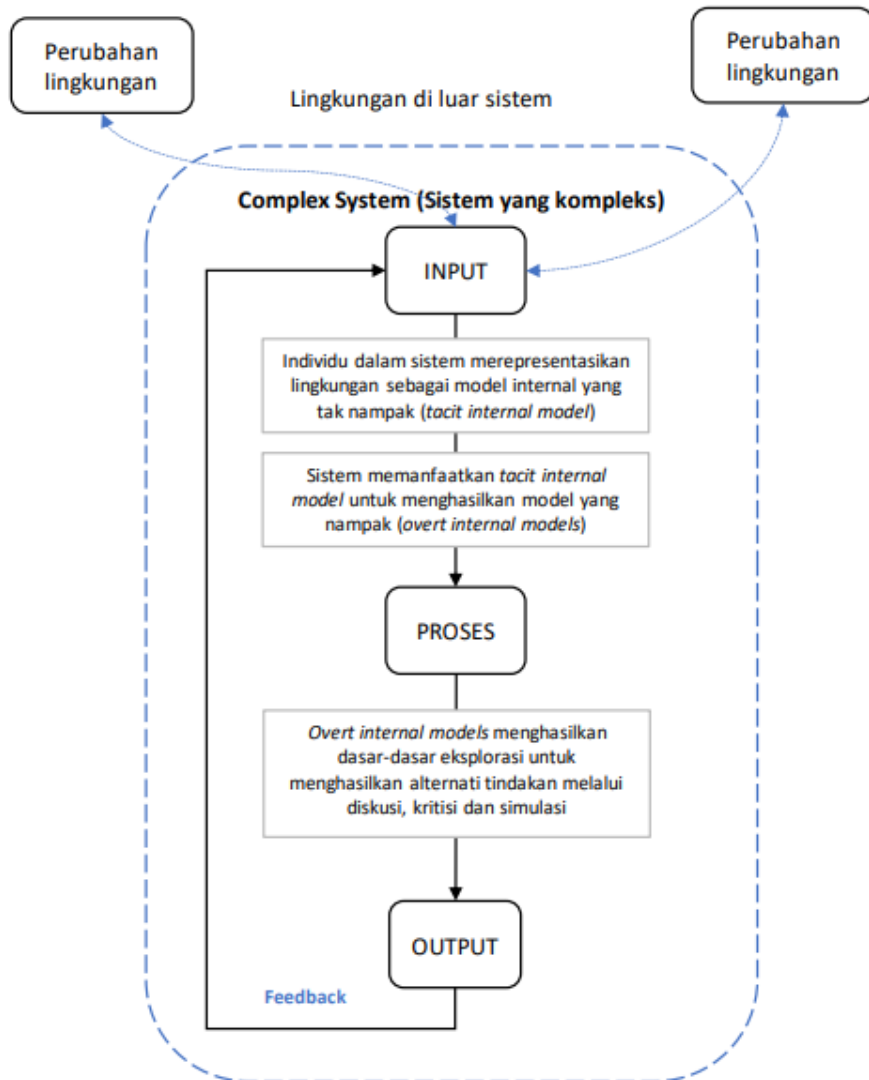 Perubahan
lingkungan
Perubahan
lingkungan
Lingkungan di luar sistem
Complex System (Sistem yang kompleks)
INPUT
Individu dalam sistem merepresentasikan
lingkungan sebagai model internal yang
tak nampak (tacit internal model)
Sistem memanfaatkan tacit internal
model untuk menghasilkan model yang
nampak (overt internal models)
PROSES
Overt internal models menghasilkan
dasar-dasar eksplorasi untuk
menghasilkan alternati tindakan melalui
diskusi, kritisi dan simulasi
OUTPUT
Feedback